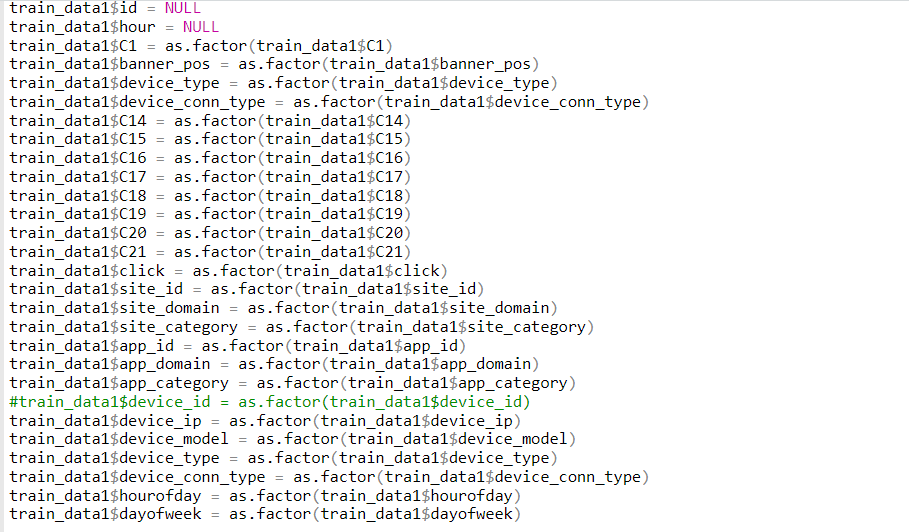 train_data1$id = NULL
train_data1$hour = NULL
train_data1$C1 = as.factor(train_data1$C1)
train_data1$banner_pos = as.factor(train_data1$banner_pos)
train_data1$device_type = as.factor(train_data1$device_type)
train_data1$device_conn_type = as.factor(train_data1$device_conn_type)
train_data1$C14 = as.factor(train_data1$C14)
train_data1$C15 = as.factor(train_data1$C15)
train_data1$C16 = as.factor(train_data1$C16)
train_data1$C17 = as.factor(train_data1$C17)
train_data1$C18 = as.factor(train_data1$C18)
train_data1$C19 = as.factor(train_data1$C19)
train_data1$C20 = as.factor(train_data1$C20)
train_data1$C21 = as.factor(train_data1$C21)
train_data1$click = as.factor(train_data1$click)
train_data1$site_id = as.factor(train_data1$site_id)
train_data1$site_domain = as.factor(train_data1$site_domain)
train_data1$site_category = as.factor(train_data1$site_category)
train_data1$app_id = as.factor(train_data1$app_id)
train_data1$app_domain = as.factor(train_data1$app_domain)
train_data1$app_category = as.factor(train_data1$app_category)
#train_data1$device_id = as.factor(train_data1$device_id)
train_data1$device_ip = as.factor(train_data1$device_ip)
train_data1$device_model = as.factor(train_data1$device_model)
train_data1$device_type = as.factor(train_data1$device_type)
train_data1$device_conn_type = as.factor(train_data1$device_conn_type)
train_data1$hourofday = as.factor(train_data1$hourofday)
train_data1$dayofweek = as.factor(train_data1$dayofweek)